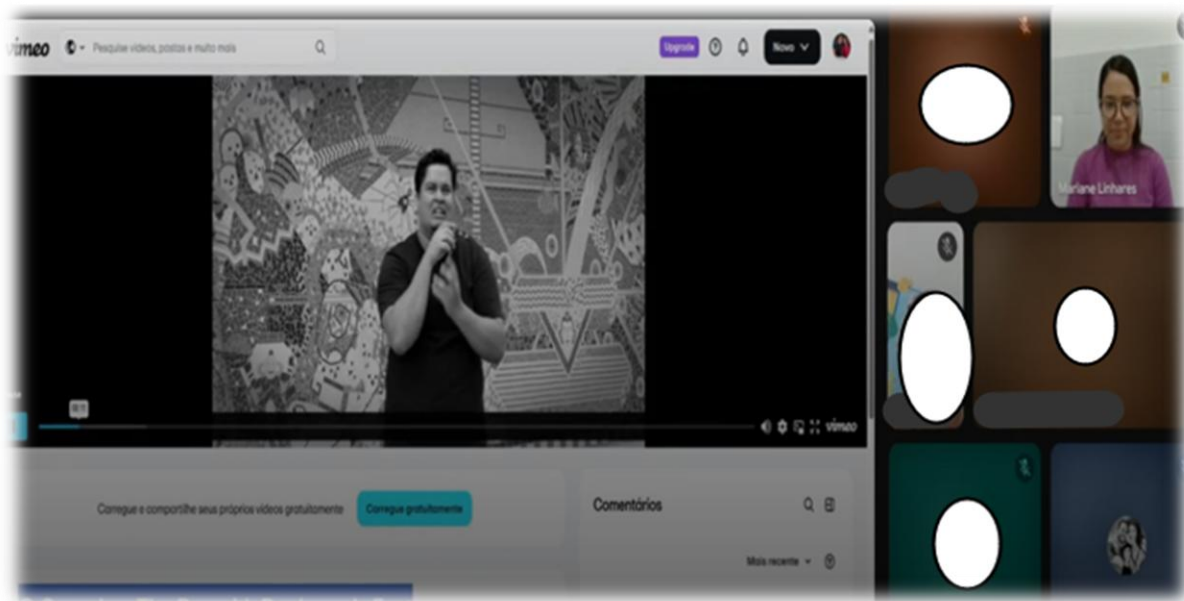 vimeo
Pesquise vídeos, postas e muito mais
Upgrade
Novo
Mariane Linhares
vimeo
Carregue e compartilhe seus próprios vídeos gratuitamente
Carregue gratuitamente
Comentários
Mais recente